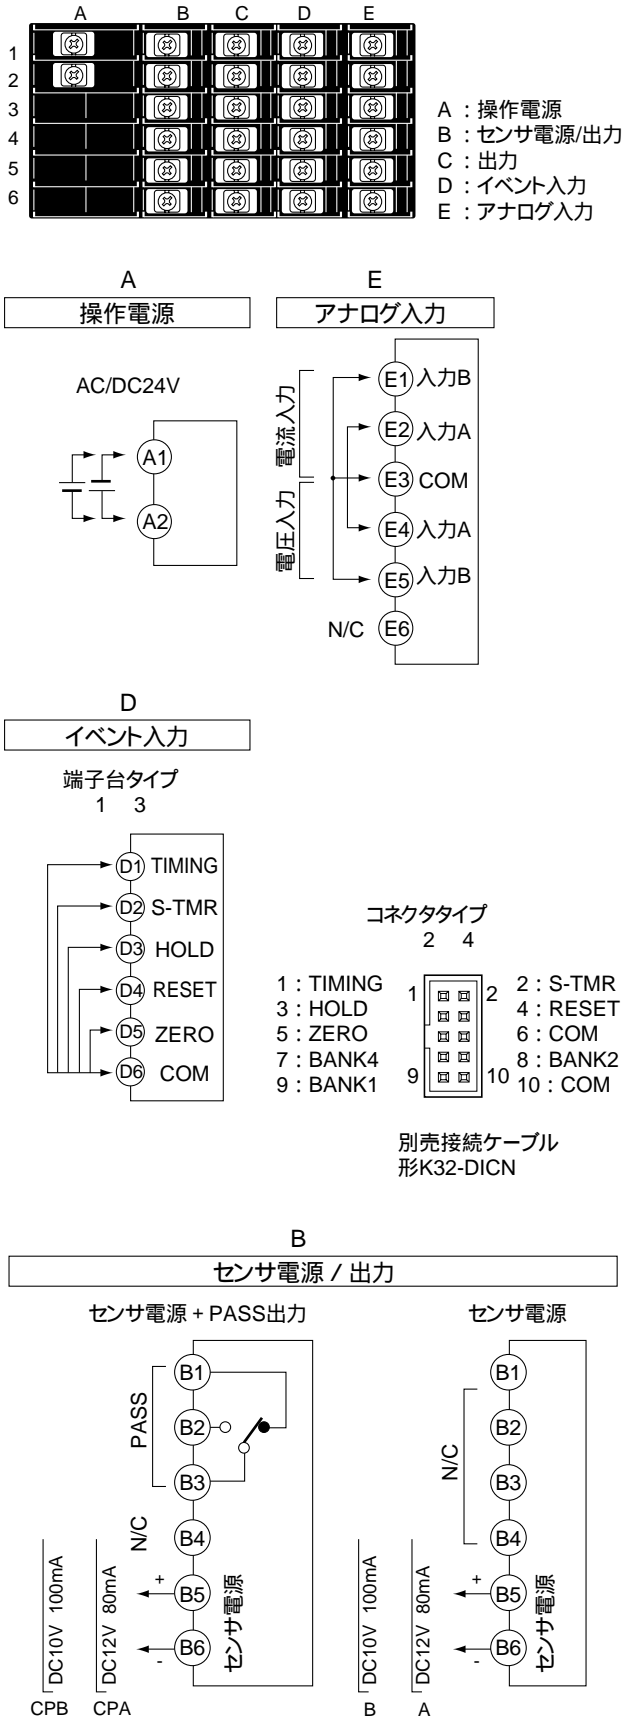 A B C D E
1
2
3
4
5
6
A : 操作電源
B : センサ電源/出力
C : 出力
D : イベント入力
E : アナログ入力
A
操作電源
AC/DC24V
A1
A2
E
アナログ入力
電流入力
電圧入力
E1 入力B
E2 入力A
E3 COM
E4 入力A
E5 入力B
N/C E6
D
イベント入力
端子台タイプ
1 3
D1 TIMING
D2 S-TMR
D3 HOLD
D4 RESET
D5 ZERO
D6 COM
コネクタタイプ
2 4
1 : TIMING
3 : HOLD
5 : ZERO
7 : BANK4
9 : BANK1
1 2
9 10
2 : S-TMR
4 : RESET
6 : COM
8 : BANK2
10 : COM
別売接続ケーブル
形K32-DICN
B
センサ電源 / 出力
センサ電源 + PASS出力
PASS
N/C
B1
B2
B3
B4
+ B5
- B6
センサ電源
DC10V 100mA
DC12V 80mA
CPB CPA
センサ電源
N/C
B1
B2
B3
B4
+ B5
- B6
センサ電源
DC10V 100mA
DC12V 80mA
B A